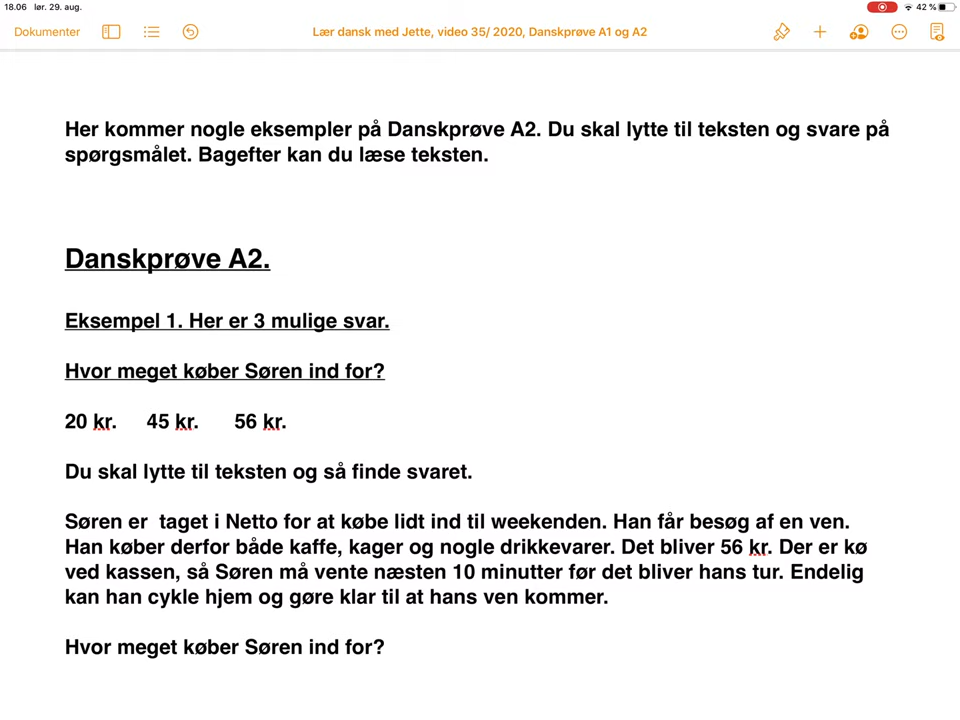 18.06 lør. 29. aug.
42 %
Dokumenter
Lær dansk med Jette, video 35/ 2020, Danskprøve A1 og A2
Her kommer nogle eksempler på Danskprøve A2. Du skal lytte til teksten og svare på
spørgsmålet. Bagefter kan du læse teksten.
Danskprøve A2.
Eksempel 1. Her er 3 mulige svar.
Hvor meget køber Søren ind for?
20 kr. 45 kr. 56 kr.
Du skal lytte til teksten og så finde svaret.
Søren er taget i Netto for at købe lidt ind til weekenden. Han får besøg af en ven.
Han køber derfor både kaffe, kager og nogle drikkevarer. Det bliver 56 kr. Der er kø
ved kassen, så Søren må vente næsten 10 minutter før det bliver hans tur. Endelig
kan han cykle hjem og gøre klar til at hans ven kommer.
Hvor meget køber Søren ind for?